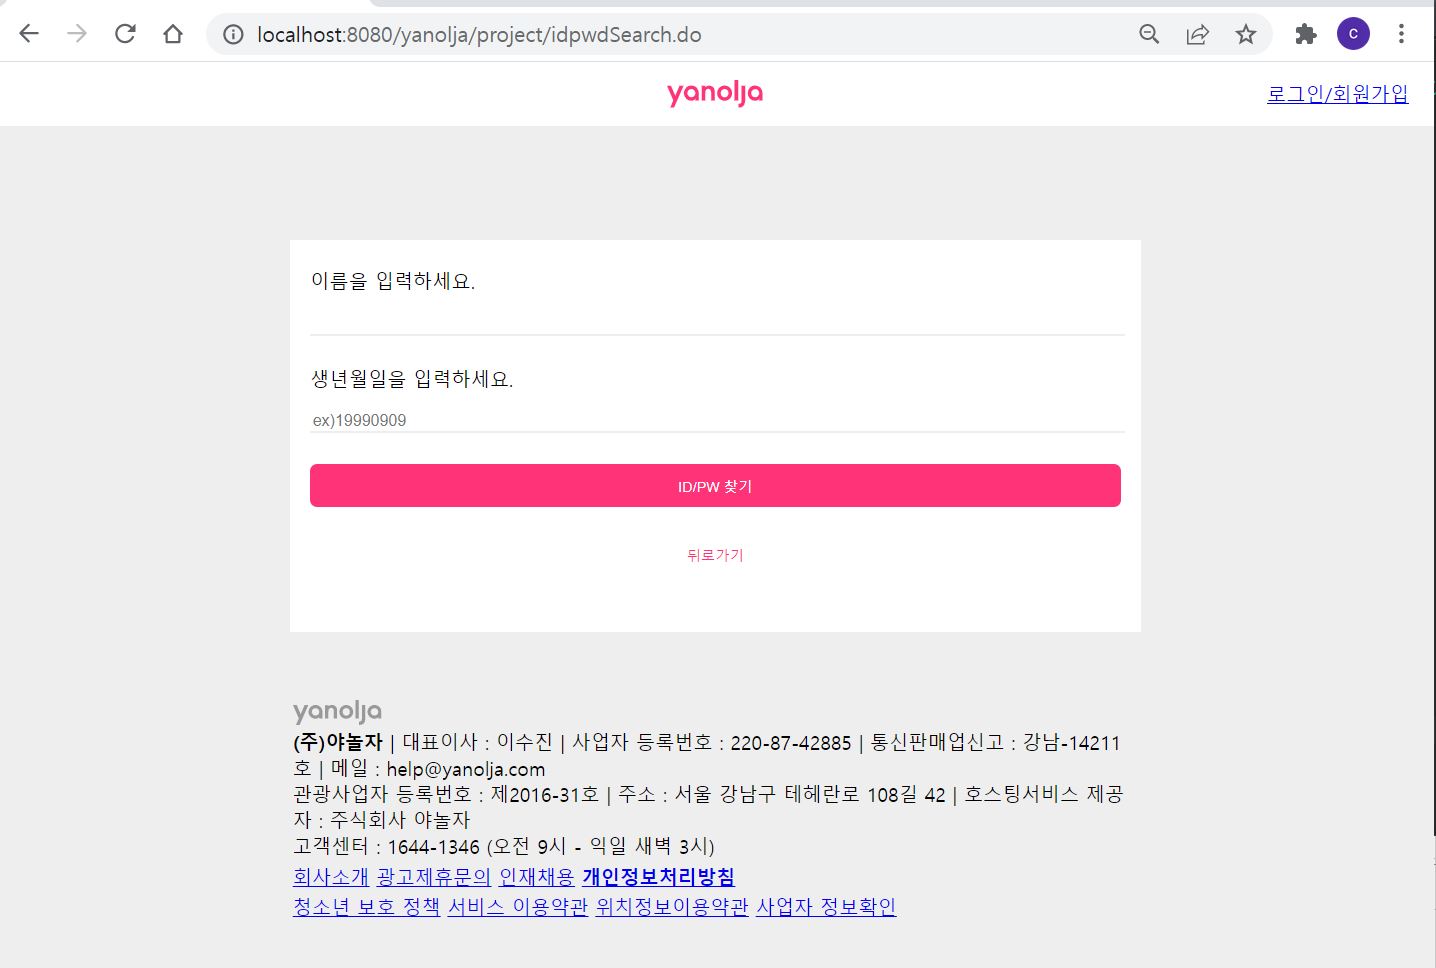 localhost:8080/yanolja/project/idpwdSearch.do
C
yanolja
로그인/회원가입
이름을 입력하세요.
생년월일을 입력하세요.
ex)19990909
ID/PW 찾기
뒤로가기
yanolja
(주)야놀자 | 대표이사 : 이수진 | 사업자 등록번호 : 220-87-42885 | 통신판매업신고 : 강남-14211
호 | 메일 : help@yanolja.com
관광사업자 등록번호 : 제2016-31호 | 주소 : 서울 강남구 테헤란로 108길 42 | 호스팅서비스 제공
자 : 주식회사 야놀자
고객센터 : 1644-1346 (오전 9시 - 익일 새벽 3시)
회사소개 광고제휴문의 인재채용 개인정보처리방침
청소년 보호 정책 서비스 이용약관 위치정보이용약관 사업자 정보확인